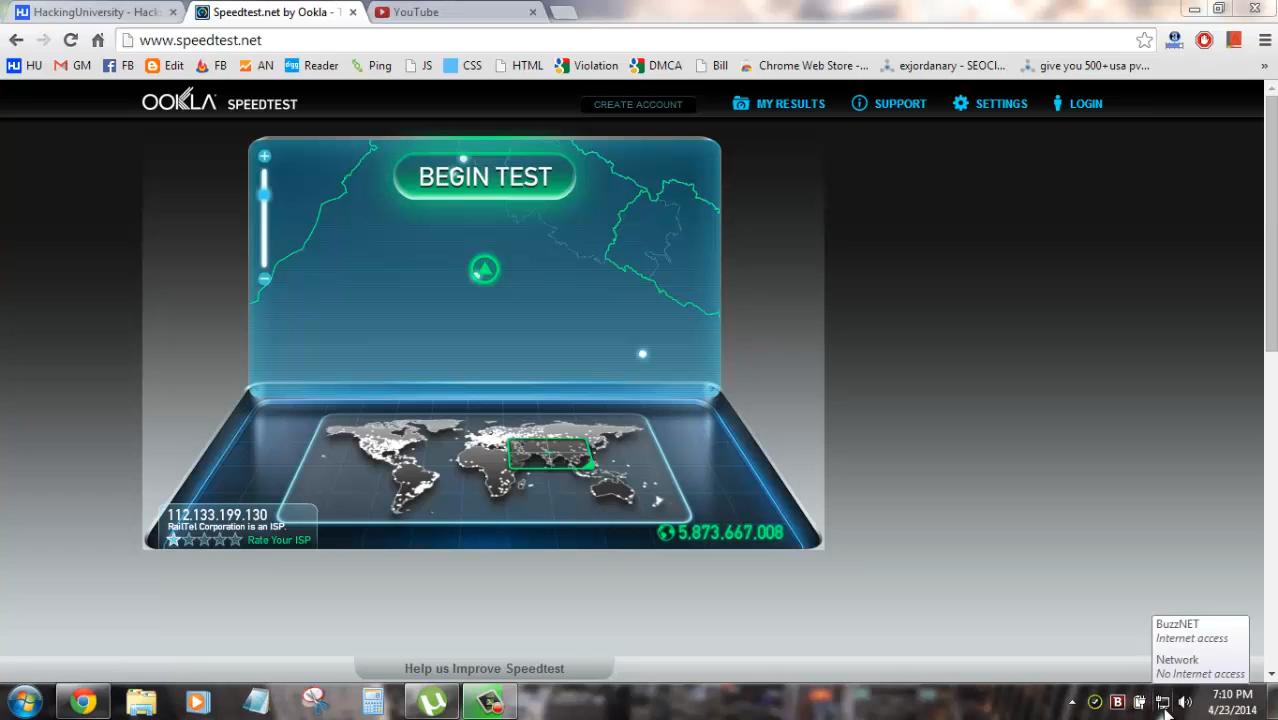 HackingUniversity - Hack
Speedtest.net by Ookla - T
YouTube
www.speedtest.net
HU
GM
FB
Edit
FB
AN
digg
Reader
Ping
JS
CSS
HTML
Violation
DMCA
Bill
Chrome Web Store -...
exjordanary — SEOCl...
give you 500+usa pv...
»
OOKLA SPEEDTEST
CREATE ACCOUNT
MY RESULTS
SUPPORT
SETTINGS
LOGIN
BEGIN TEST
112.133.199.130
RailTel Corporation is an ISP.
Rate Your ISP
5,873,667,008
Help us Improve Speedtest
BuzzNET
Internet access
Network
No Internet access
7:10 PM
4/23/2014